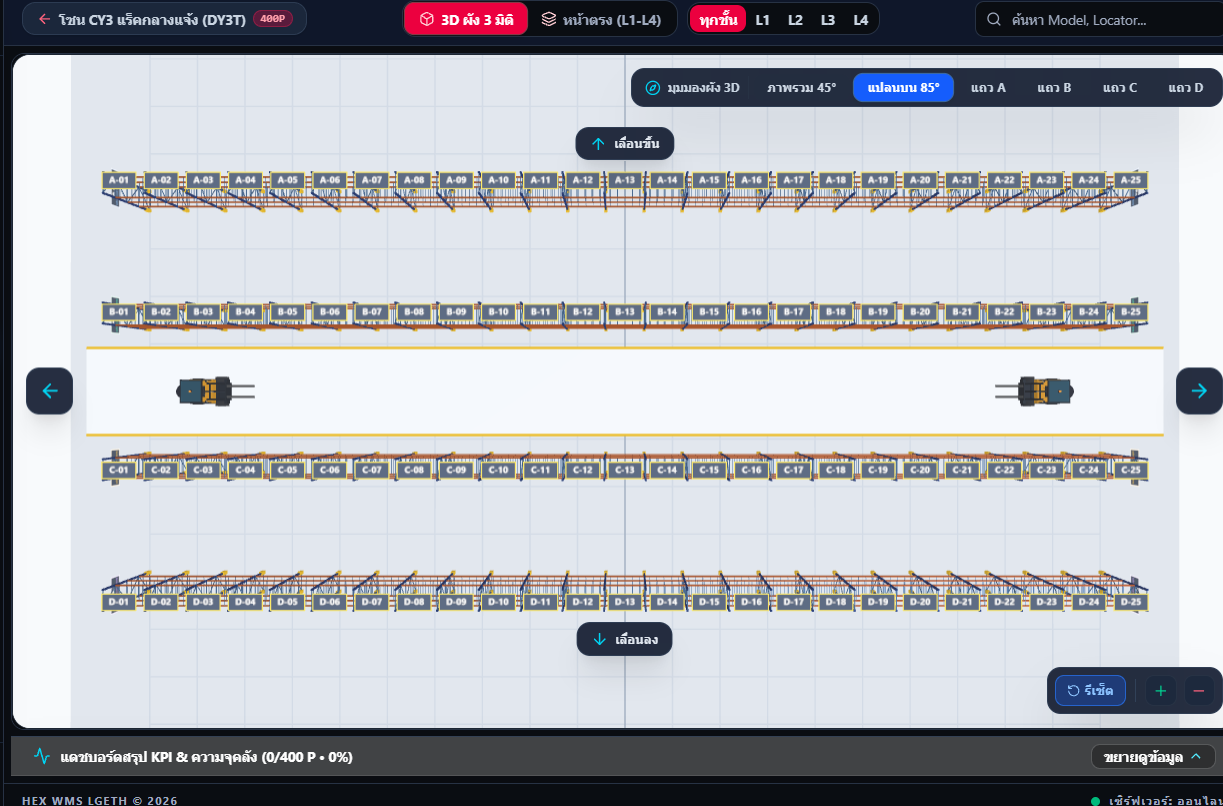 โซน CY3 แร็คกลางแจ้ง (DY3T) 400P 3D ผัง 3 มิติ หน้าตรง (L1-L4) ทุกชั้น L1 L2 L3 L4 ค้นหา Model, Locator...
มุมมองผัง 3D ภาพรวม 45° แปลนบน 85° แถว A แถว B แถว C แถว D
เลื่อนขึ้น
A-01 A-02 A-03 A-04 A-05 A-06 A-07 A-08 A-09 A-10 A-11 A-12 A-13 A-14 A-15 A-16 A-17 A-18 A-19 A-20 A-21 A-22 A-23 A-24 A-25
B-01 B-02 B-03 B-04 B-05 B-06 B-07 B-08 B-09 B-10 B-11 B-12 B-13 B-14 B-15 B-16 B-17 B-18 B-19 B-20 B-21 B-22 B-23 B-24 B-25
C-01 C-02 C-03 C-04 C-05 C-06 C-07 C-08 C-09 C-10 C-11 C-12 C-13 C-14 C-15 C-16 C-17 C-18 C-19 C-20 C-21 C-22 C-23 C-24 C-25
D-01 D-02 D-03 D-04 D-05 D-06 D-07 D-08 D-09 D-10 D-11 D-12 D-13 D-14 D-15 D-16 D-17 D-18 D-19 D-20 D-21 D-22 D-23 D-24 D-25
เลื่อนลง
รีเซ็ต
แดชบอร์ดสรุป KPI & ความจุคลัง (0/400 P • 0%) ขยายดูข้อมูล
HEX WMS LGETH © 2026 เซิร์ฟเวอร์: ออนไลน